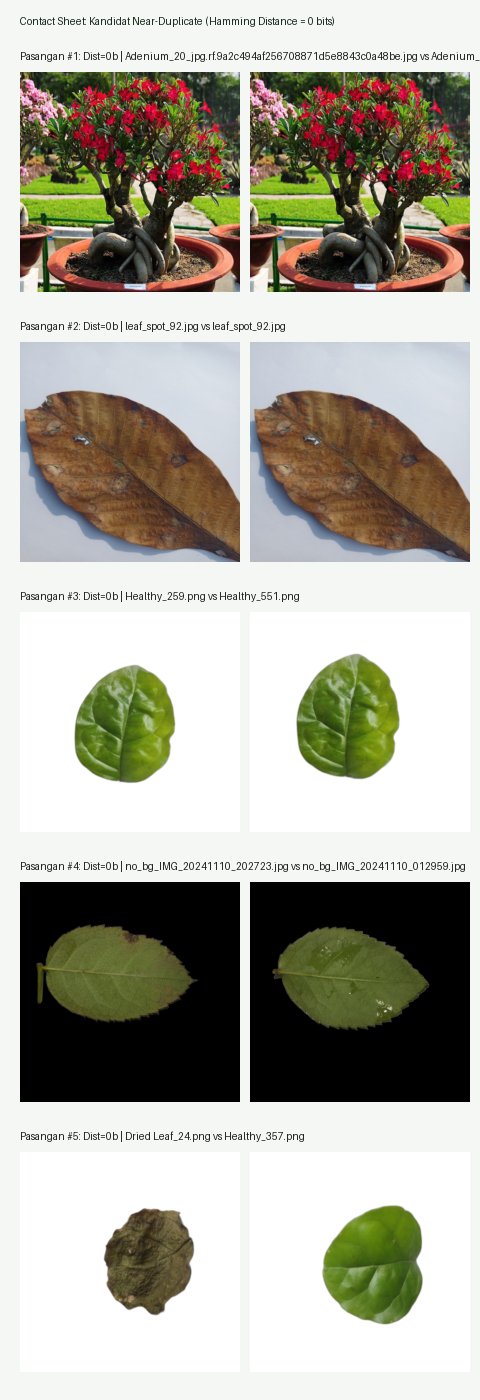 Contact Sheet: Kandidat Near-Duplicate (Hamming Distance = 0 bits)
Pasangan #1: Dist=0b | Adenium_20_jpg.rf.9a2c494af256708871d5e8843c0a48be.jpg vs Adenium_
Pasangan #2: Dist=0b | leaf_spot_92.jpg vs leaf_spot_92.jpg
Pasangan #3: Dist=0b | Healthy_259.png vs Healthy_551.png
Pasangan #4: Dist=0b | no_bg_IMG_20241110_202723.jpg vs no_bg_IMG_20241110_012959.jpg
Pasangan #5: Dist=0b | Dried Leaf_24.png vs Healthy_357.png